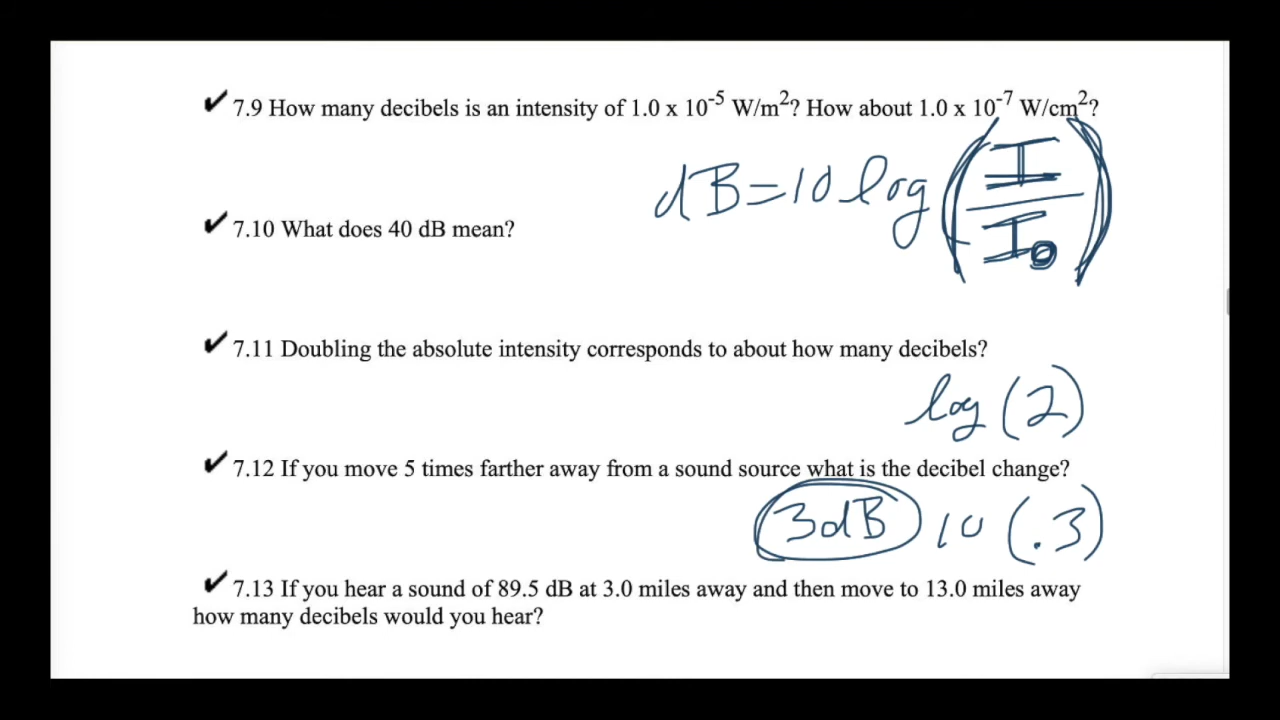 ✔ 7.9 How many decibels is an intensity of 1.0 x 10⁻⁵ W/m²? How about 1.0 x 10⁻⁷ W/cm²?
dB = 10 log (I/I₀)
✔ 7.10 What does 40 dB mean?
✔ 7.11 Doubling the absolute intensity corresponds to about how many decibels?
log (2)
✔ 7.12 If you move 5 times farther away from a sound source what is the decibel change?
3dB 10 (.3)
✔ 7.13 If you hear a sound of 89.5 dB at 3.0 miles away and then move to 13.0 miles away
how many decibels would you hear?